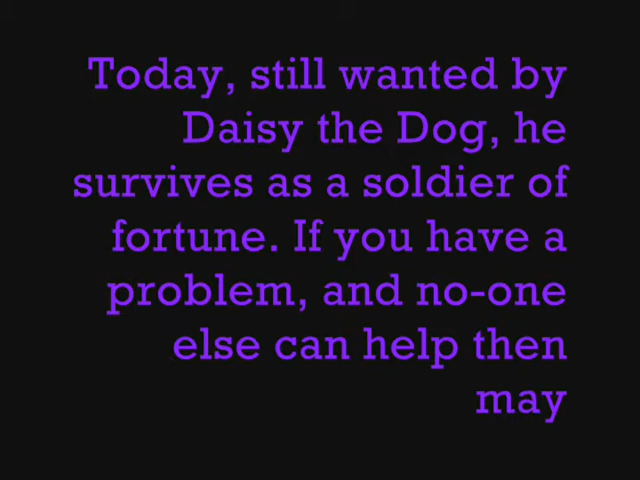 Today, still wanted by
Daisy the Dog, he
survives as a soldier of
fortune. If you have a
problem, and no-one
else can help then
may